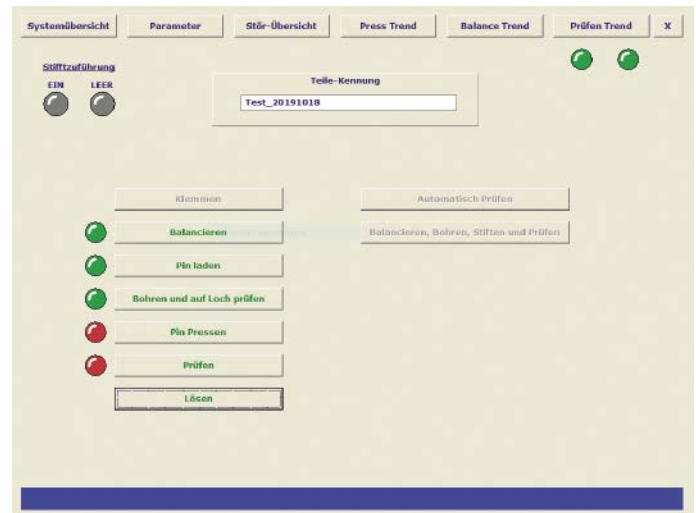 Systemübersicht
Parameter
Stör-Übersicht
Press Trend
Balance Trend
Prüfen Trend
X
Stifftzuführung
EIN
LEER
Teile-Kennung
Test_20191018
Klemmen
Automatisch Prüfen
Balancieren
Balancieren, Bohren, Stiften und Prüfen
Pin laden
Bohren und auf Loch prüfen
Pin Pressen
Prüfen
Lösen